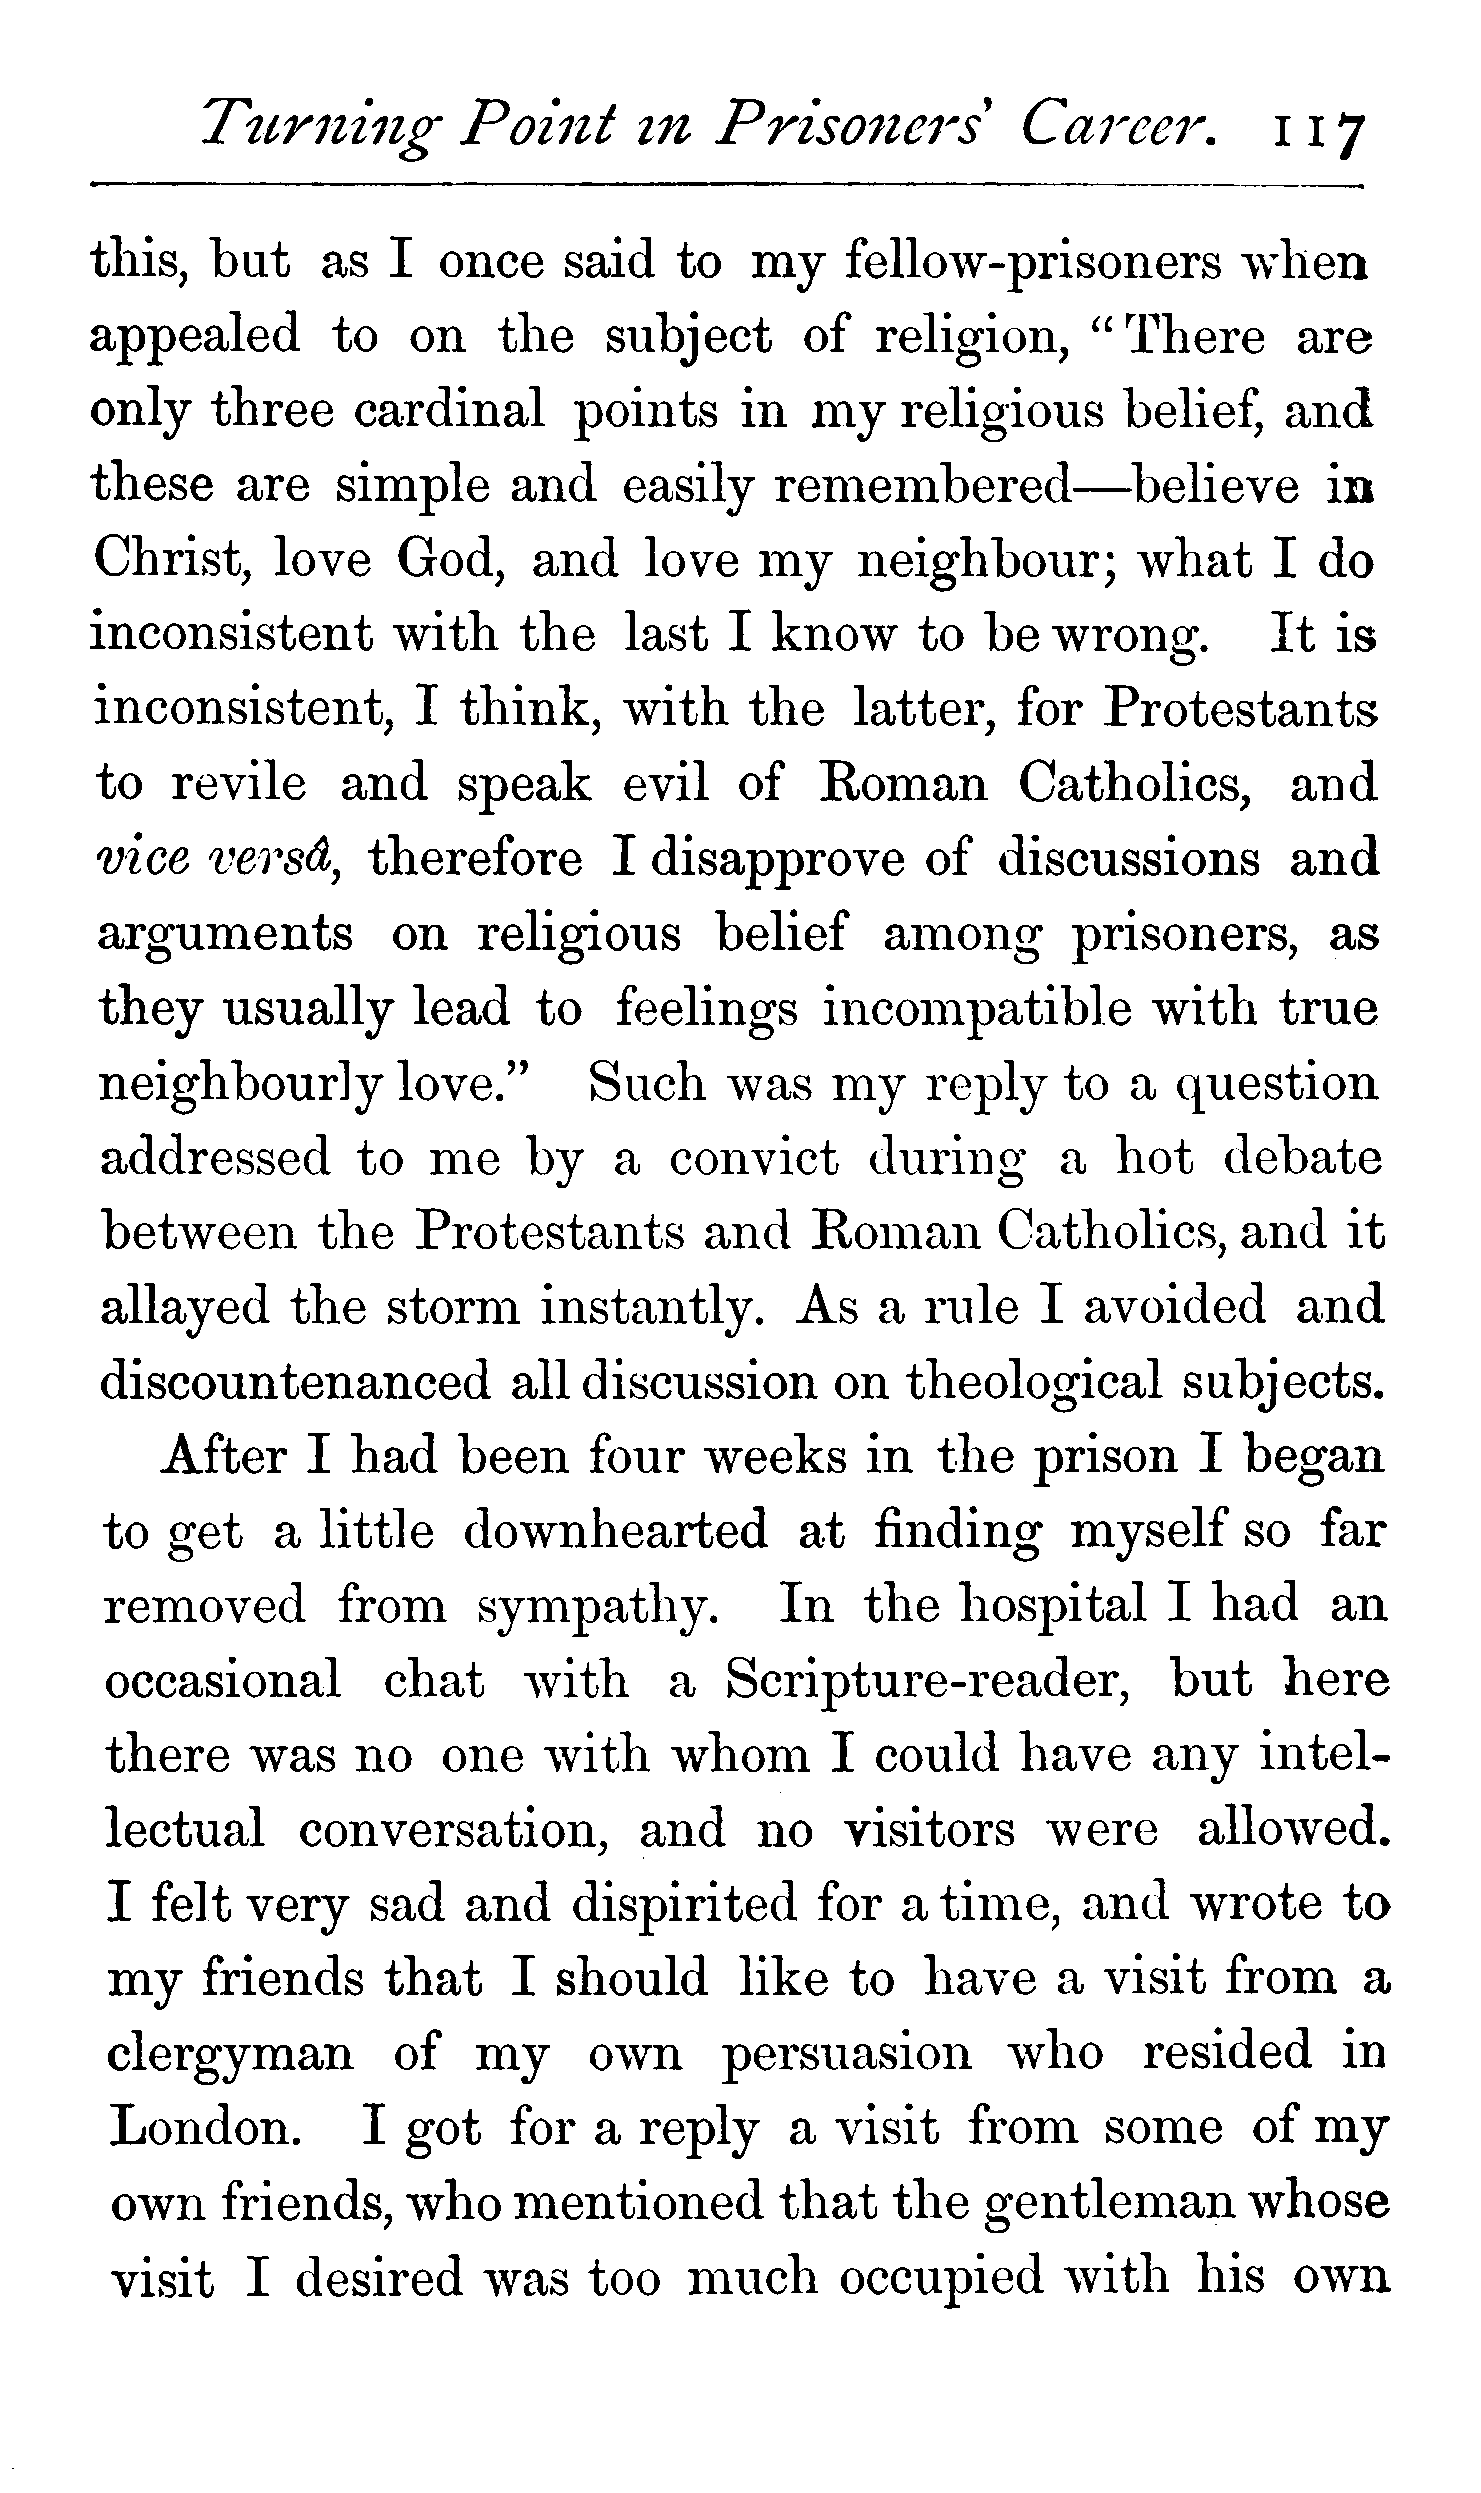 Turning Point in Prisoners' Career. 117
this, but as I once said to my fellow-prisoners when
appealed to on the subject of religion, “There are
only three cardinal points in my religious belief, and
these are simple and easily remembered—believe in
Christ, love God, and love my neighbour; what I do
inconsistent with the last I know to be wrong. It is
inconsistent, I think, with the latter, for Protestants
to revile and speak evil of Roman Catholics, and
vice versâ, therefore I disapprove of discussions and
arguments on religious belief among prisoners, as
they usually lead to feelings incompatible with true
neighbourly love.” Such was my reply to a question
addressed to me by a convict during a hot debate
between the Protestants and Roman Catholics, and it
allayed the storm instantly. As a rule I avoided and
discountenanced all discussion on theological subjects.
After I had been four weeks in the prison I began
to get a little downhearted at finding myself so far
removed from sympathy. In the hospital I had an
occasional chat with a Scripture-reader, but here
there was no one with whom I could have any intel-
lectual conversation, and no visitors were allowed.
I felt very sad and dispirited for a time, and wrote to
my friends that I should like to have a visit from a
clergyman of my own persuasion who resided in
London. I got for a reply a visit from some of my
own friends, who mentioned that the gentleman whose
visit I desired was too much occupied with his own